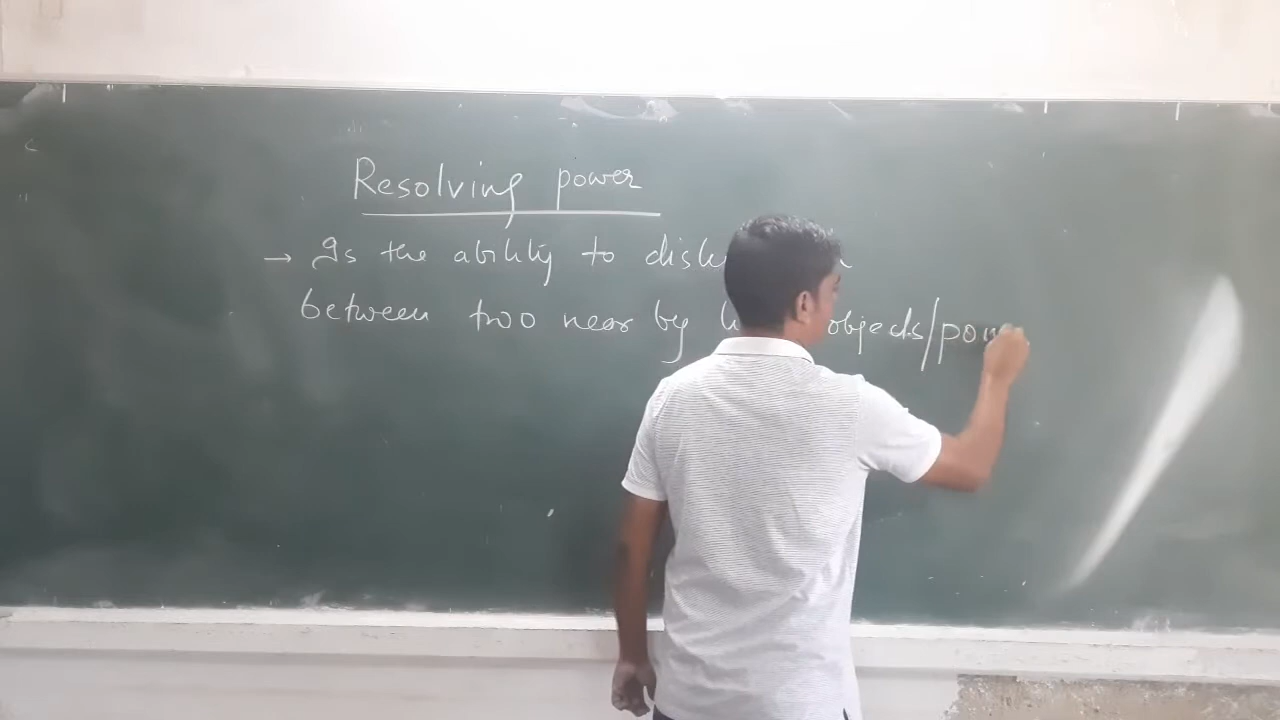 Resolving power
→ Is the ability to
between two near by objects/